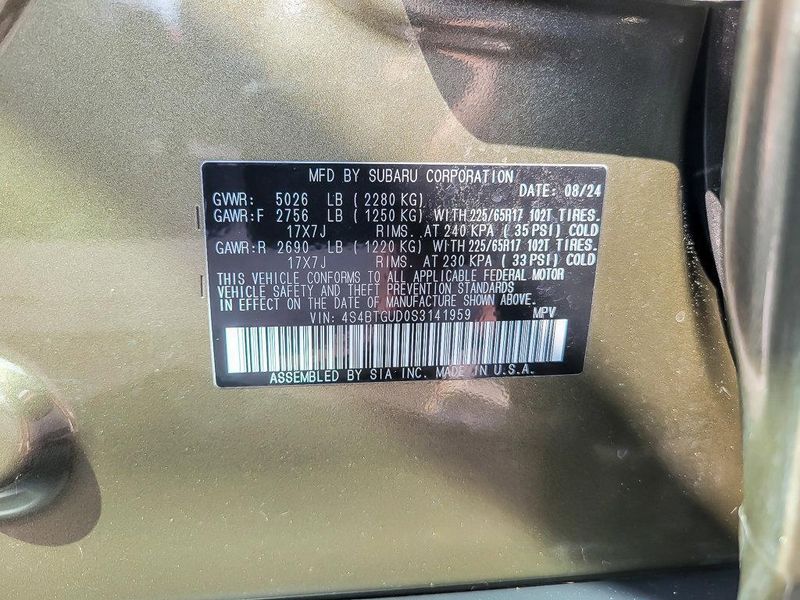 MFD BY SUBARU CORPORATION
DATE: 08/24
GVWR: 5026 LB ( 2280 KG)
GAWR:F 2756 LB ( 1250 KG) WITH 225/65R17 102T TIRES.
17X7J RIMS. AT 240 KPA ( 35 PSI) COLD
GAWR:R 2690 LB ( 1220 KG) WITH 225/65R17 102T TIRES.
17X7J RIMS. AT 230 KPA ( 33 PSI) COLD
THIS VEHICLE CONFORMS TO ALL APPLICABLE FEDERAL MOTOR
VEHICLE SAFETY AND THEFT PREVENTION STANDARDS
IN EFFECT ON THE DATE OF MANUFACTURE SHOWN ABOVE.
VIN: 4S4BTGUD0S3141959 MPV
ASSEMBLED BY SIA INC. MADE IN U.S.A.